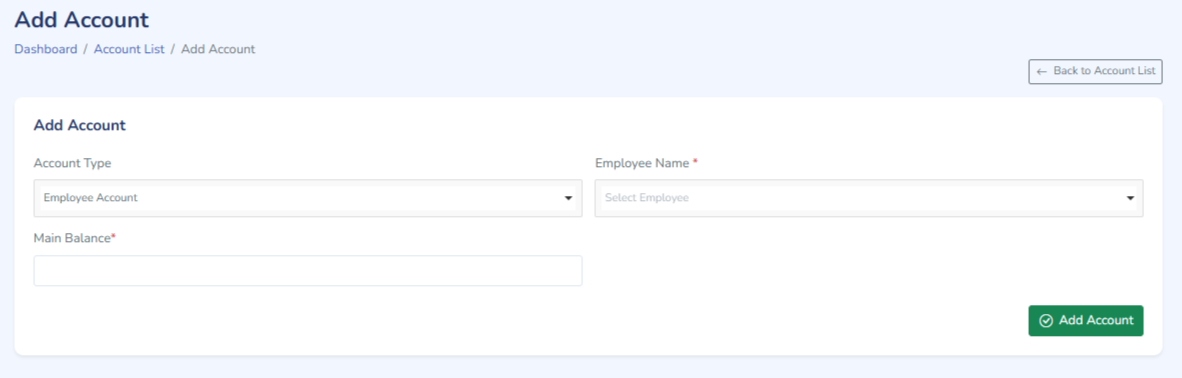 Add Account
Dashboard / Account List / Add Account
← Back to Account List
Add Account
Account Type
Employee Name *
Employee Account
Select Employee
Main Balance*
Add Account